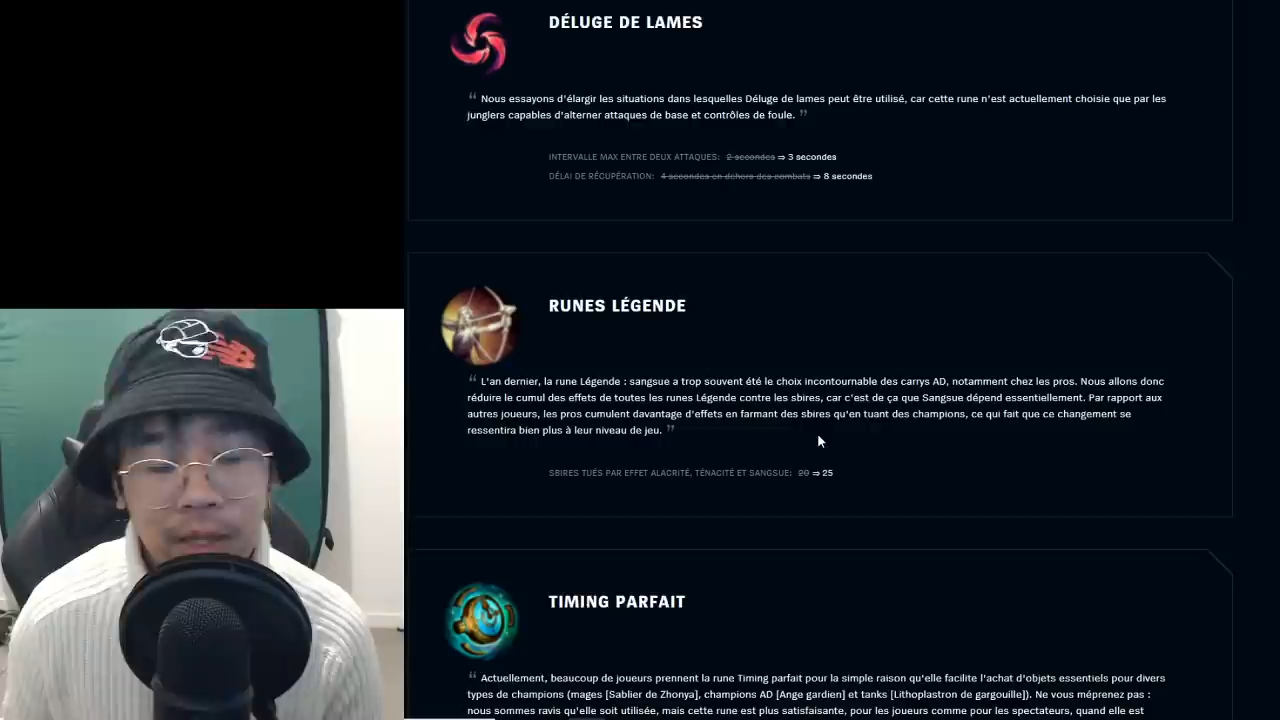 DÉLUGE DE LAMES
“ Nous essayons d'élargir les situations dans lesquelles Déluge de lames peut être utilisé, car cette rune n'est actuellement choisie que par les
junglers capables d'alterner attaques de base et contrôles de foule. ”
INTERVALLE MAX ENTRE DEUX ATTAQUES: 2 secondes ⇒ 3 secondes
DÉLAI DE RÉCUPÉRATION: 4 secondes en dehors des combats ⇒ 8 secondes
RUNES LÉGENDE
“ L'an dernier, la rune Légende : sangsue a trop souvent été le choix incontournable des carrys AD, notamment chez les pros. Nous allons donc
réduire le cumul des effets de toutes les runes Légende contre les sbires, car c'est de ça que Sangsue dépend essentiellement. Par rapport aux
autres joueurs, les pros cumulent davantage d'effets en farmant des sbires qu'en tuant des champions, ce qui fait que ce changement se
ressentira bien plus à leur niveau de jeu. ”
SBIRES TUÉS PAR EFFET ALACRITÉ, TÉNACITÉ ET SANGSUE: 20 ⇒ 25
NB
TIMING PARFAIT
“ Actuellement, beaucoup de joueurs prennent la rune Timing parfait pour la simple raison qu'elle facilite l'achat d'objets essentiels pour divers
types de champions (mages [Sablier de Zhonya], champions AD [Ange gardien] et tanks [Lithoplastron de gargouille]). Ne vous méprenez pas :
nous sommes ravis qu'elle soit utilisée, mais cette rune est plus satisfaisante, pour les joueurs comme pour les spectateurs, quand elle est